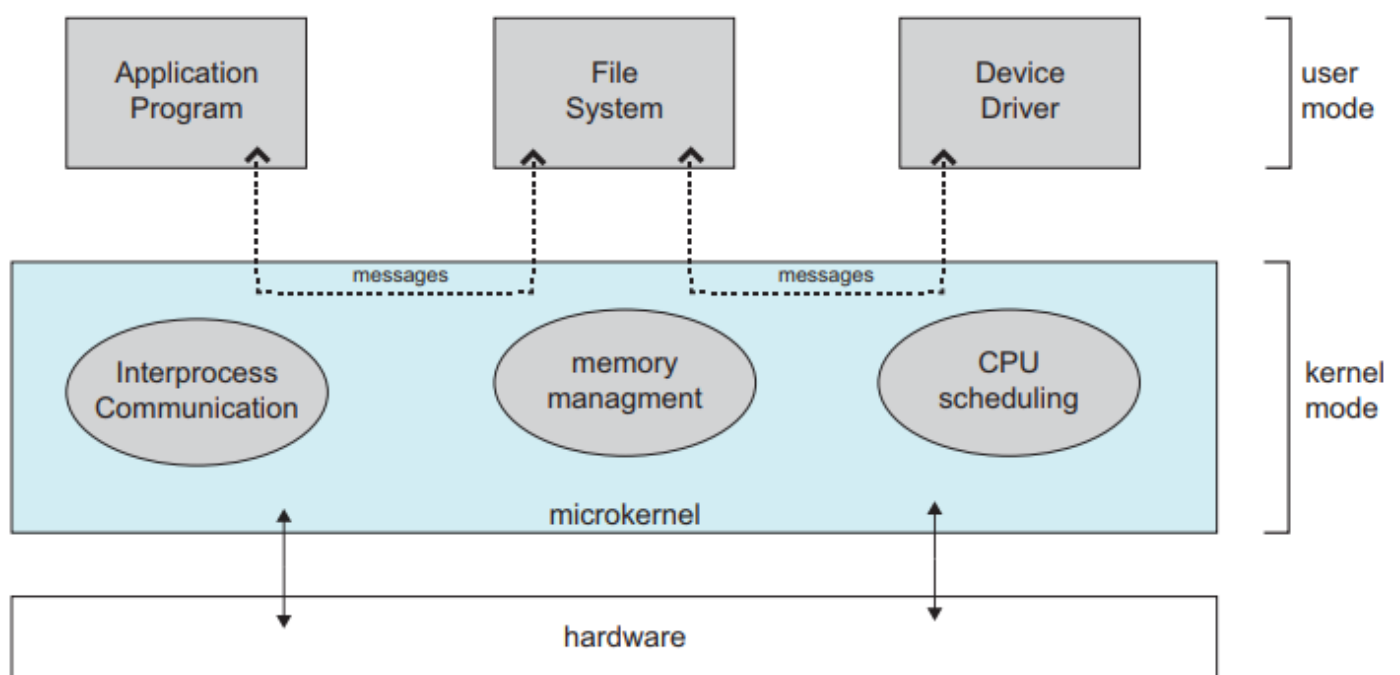 Application
Program
File
System
Device
Driver
user
mode
messages
messages
Interprocess
Communication
memory
managment
CPU
scheduling
kernel
mode
microkernel
hardware